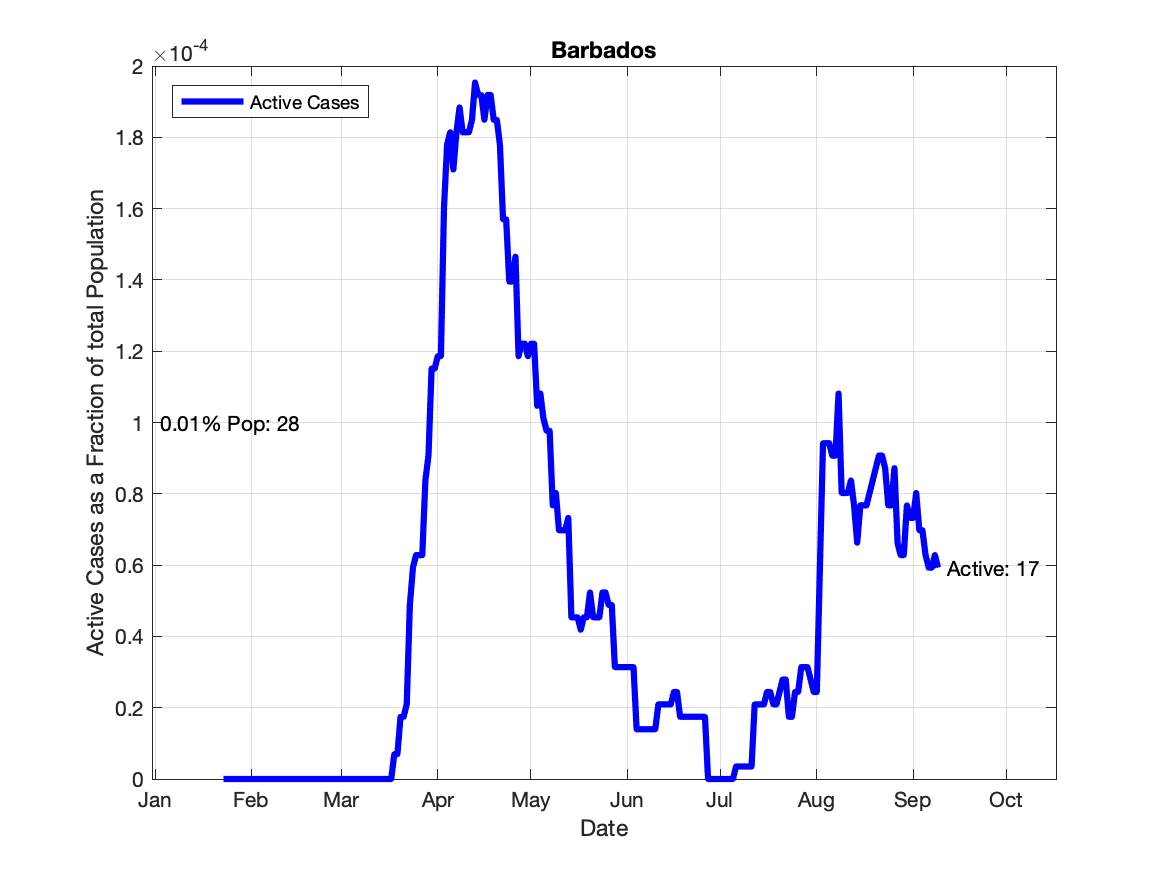 Barbados
×10⁻⁴
Active Cases
Active Cases as a Fraction of total Population
2
1.8
1.6
1.4
1.2
1
0.8
0.6
0.4
0.2
0
0.01% Pop: 28
Active: 17
Jan Feb Mar Apr May Jun Jul Aug Sep Oct
Date